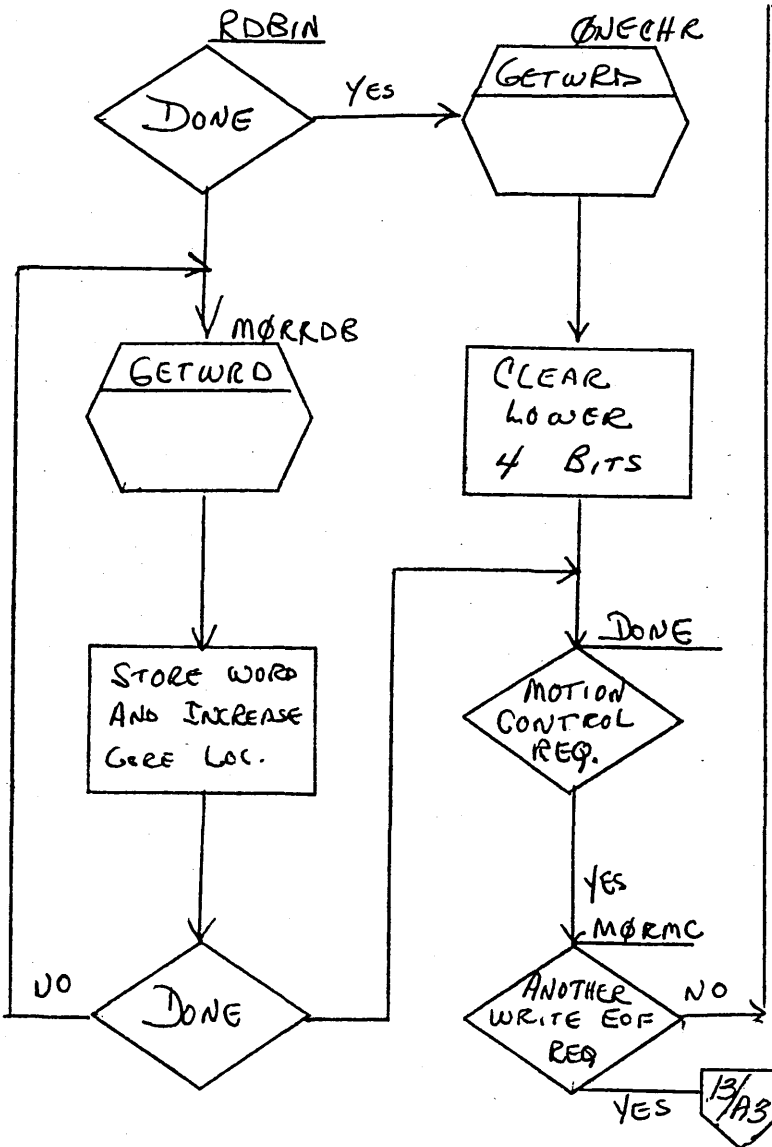 RDBIN
DONE
YES
ØNECHR
GETWRD
MØRRDB
GETWRD
CLEAR
LOWER
4 BITS
STORE WORD
AND INCREASE
CORE LOC.
DONE
MOTION
CONTROL
REQ.
YES
MØRMC
NO
DONE
ANOTHER
WRITE EOF
REQ
NO
YES
13/A3